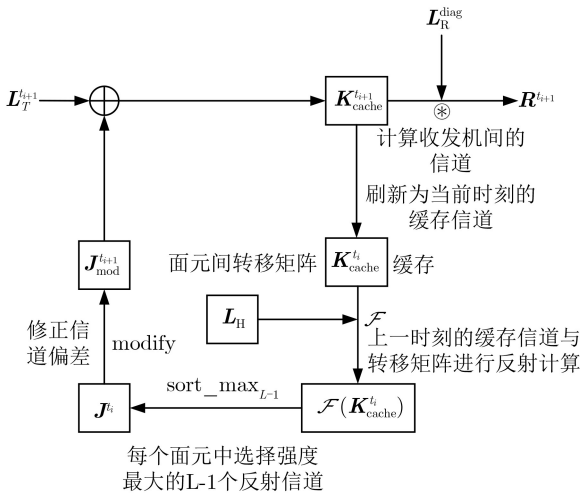 L_R^diag
L_T^{t_{i+1}}
K_cache^{t_{i+1}}
R^{t_{i+1}}
⊛
计算收发机间的
信道
刷新为当前时刻的
缓存信道
J_mod^{t_{i+1}}
面元间转移矩阵
K_cache^{t_i}
缓存
L_H
ℱ
上一时刻的缓存信道与
转移矩阵进行反射计算
修正信
道偏差
modify
J^{t_i}
sort_max_{L-1}
ℱ(K_cache^{t_i})
每个面元中选择强度
最大的L-1个反射信道